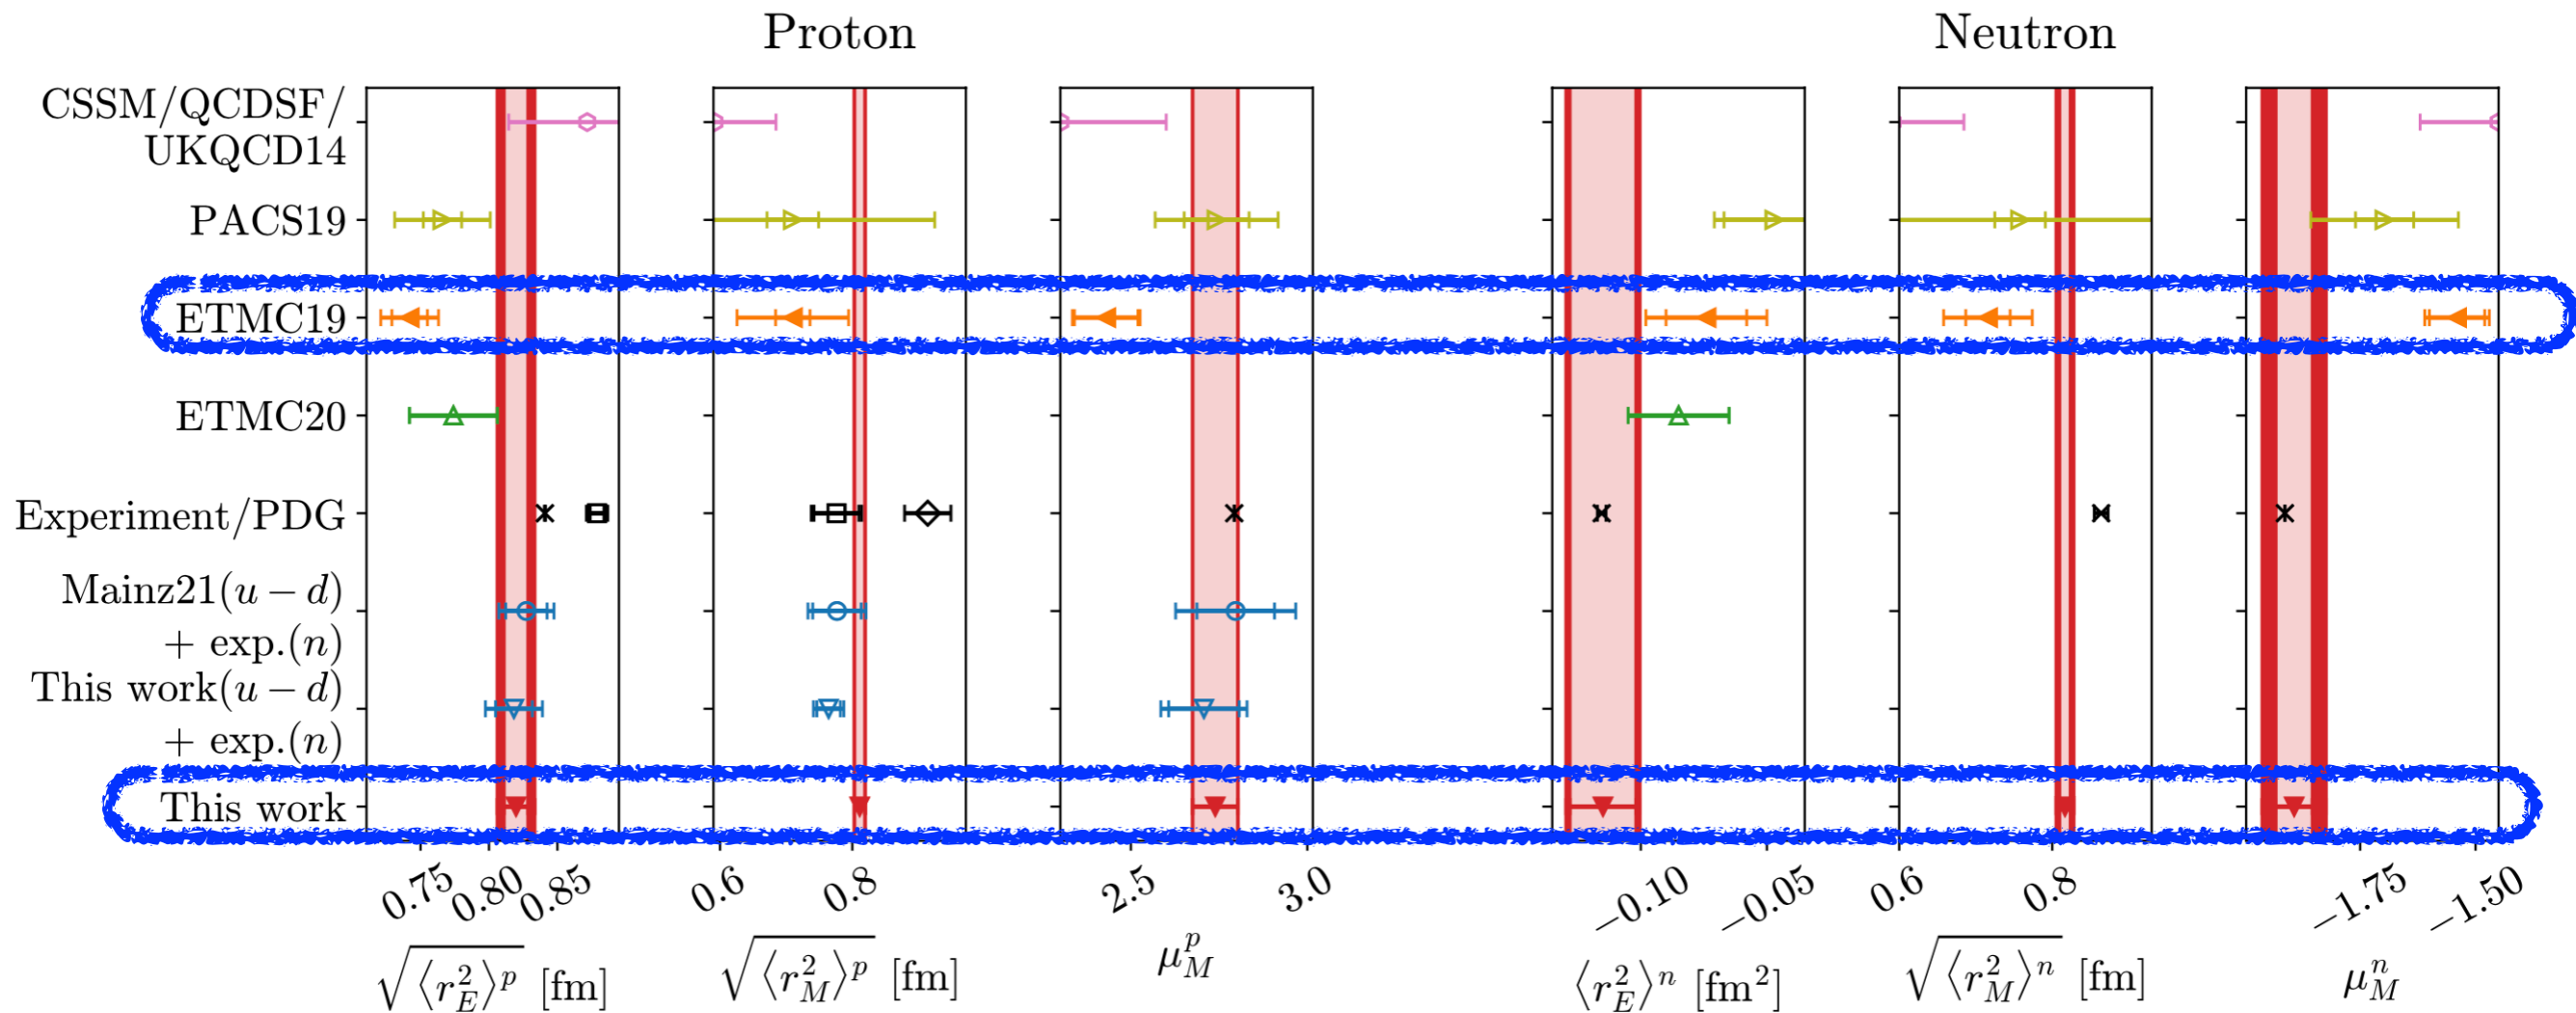 Proton
Neutron
CSSM/QCDSF/
UKQCD14
PACS19
ETMC19
ETMC20
Experiment/PDG
Mainz21(u − d)
+ exp.(n)
This work(u − d)
+ exp.(n)
This work
0.75 0.80 0.85 0.6 0.8 2.5 3.0 −0.10 −0.05 0.6 0.8 −1.75 −1.50
√⟨r_E^2⟩^p [fm] √⟨r_M^2⟩^p [fm] μ_M^p ⟨r_E^2⟩^n [fm²] √⟨r_M^2⟩^n [fm] μ_M^n